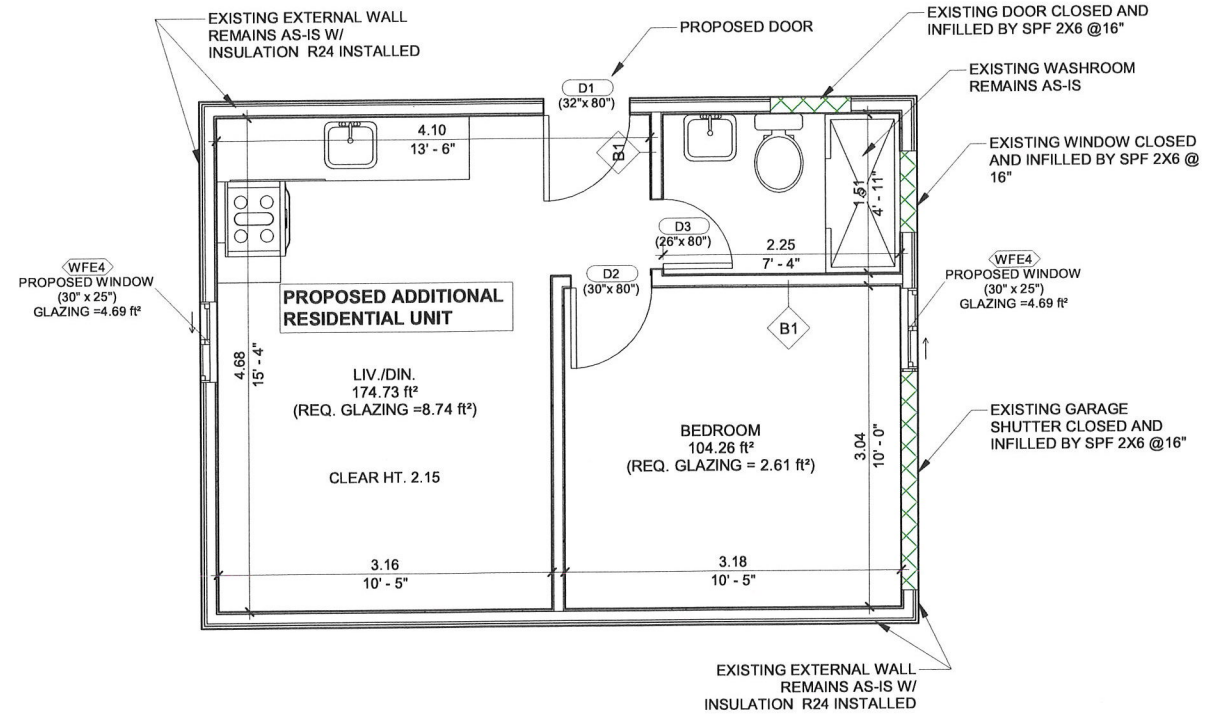 EXISTING EXTERNAL WALL
REMAINS AS-IS W/
INSULATION R24 INSTALLED
PROPOSED DOOR
EXISTING DOOR CLOSED AND
INFILLED BY SPF 2X6 @16"
EXISTING WASHROOM
REMAINS AS-IS
EXISTING WINDOW CLOSED
AND INFILLED BY SPF 2X6 @
16"
D1
(32"x 80")
4.10
13' - 6"
B1
1.51
4' - 11"
D3
(26"x 80")
2.25
7' - 4"
D2
(30"x 80")
WFE4
PROPOSED WINDOW
(30" x 25")
GLAZING =4.69 ft²
WFE4
PROPOSED WINDOW
(30" x 25")
GLAZING =4.69 ft²
PROPOSED ADDITIONAL
RESIDENTIAL UNIT
B1
4.68
15' - 4"
LIV./DIN.
174.73 ft²
(REQ. GLAZING =8.74 ft²)
CLEAR HT. 2.15
BEDROOM
104.26 ft²
(REQ. GLAZING = 2.61 ft²)
3.04
10' - 0"
EXISTING GARAGE
SHUTTER CLOSED AND
INFILLED BY SPF 2X6 @16"
3.16
10' - 5"
3.18
10' - 5"
EXISTING EXTERNAL WALL
REMAINS AS-IS W/
INSULATION R24 INSTALLED